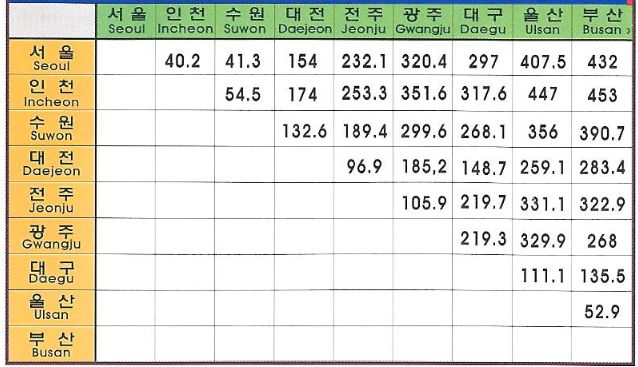 서울 인천 수원 대전 전주 광주 대구 울산 부산
Seoul Incheon Suwon Daejeon Jeonju Gwangju Daegu Ulsan Busan
서울 40.2 41.3 154 232.1 320.4 297 407.5 432
Seoul
인천 54.5 174 253.3 351.6 317.6 447 453
Incheon
수원 132.6 189.4 299.6 268.1 356 390.7
Suwon
대전 96.9 185,2 148.7 259.1 283.4
Daejeon
전주 105.9 219.7 331.1 322.9
Jeonju
광주 219.3 329.9 268
Gwangju
대구 111.1 135.5
Daegu
울산 52.9
Ulsan
부산
Busan